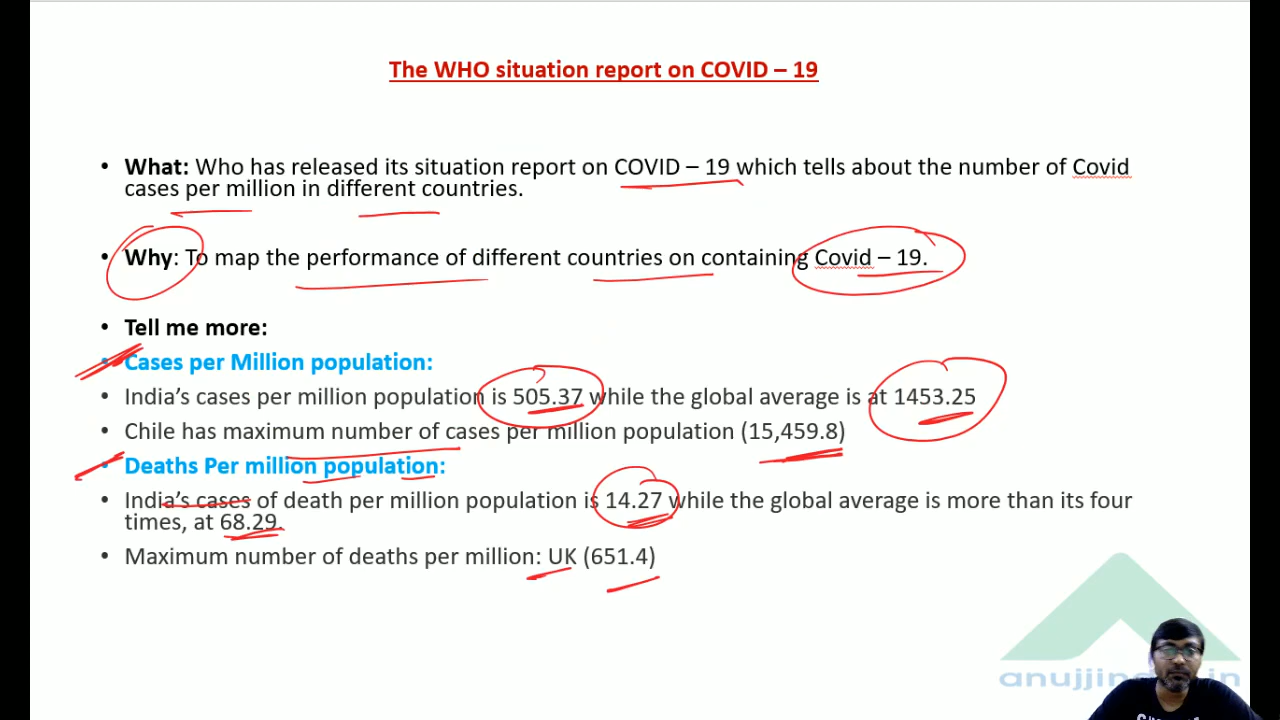 The WHO situation report on COVID – 19
• What: Who has released its situation report on COVID – 19 which tells about the number of Covid
cases per million in different countries.
• Why: To map the performance of different countries on containing Covid – 19.
• Tell me more:
• Cases per Million population:
• India's cases per million population is 505.37 while the global average is at 1453.25
• Chile has maximum number of cases per million population (15,459.8)
• Deaths Per million population:
• India's cases of death per million population is 14.27 while the global average is more than its four
times, at 68.29.
• Maximum number of deaths per million: UK (651.4)